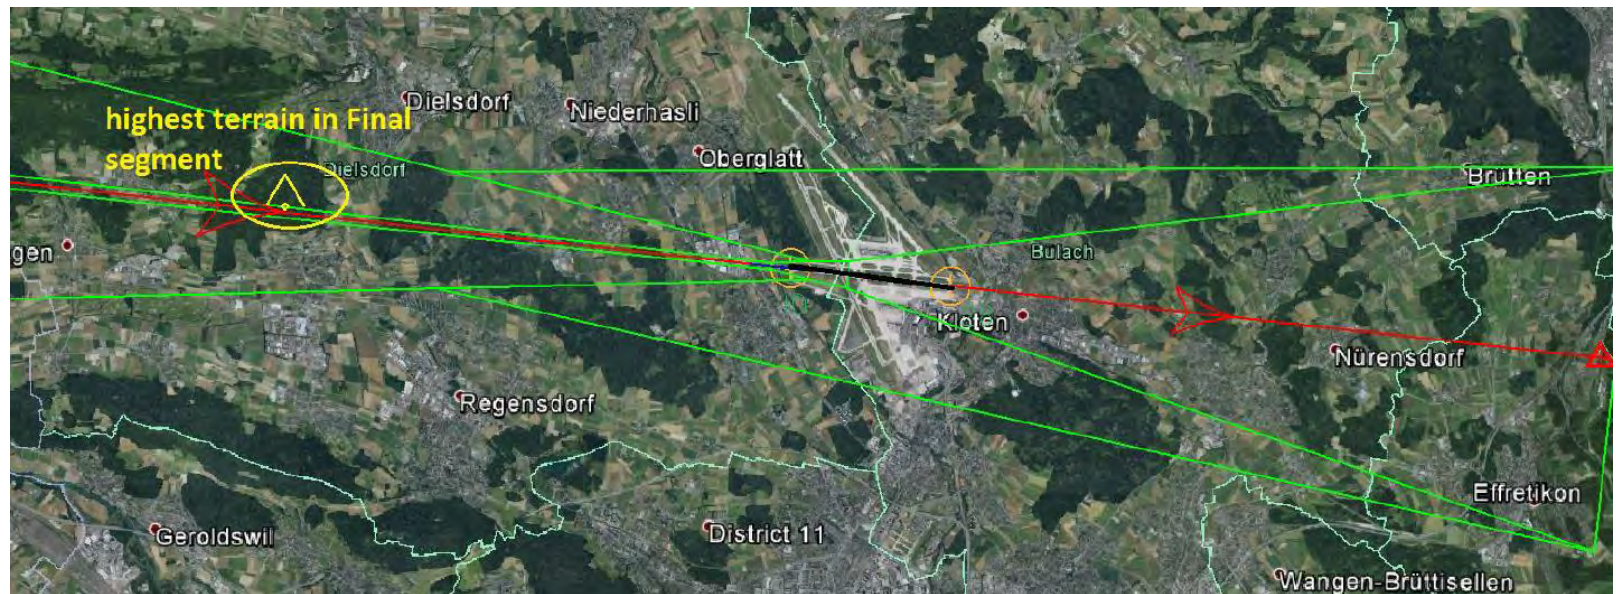 Dielsdorf
highest terrain in Final
segment
Niederhasli
Oberglatt
Dielsdorf
Brütten
gen
Bulach
Kloten
Nürensdorf
Regensdorf
Effretikon
Geroldswil
District 11
Wangen-Brüttisellen